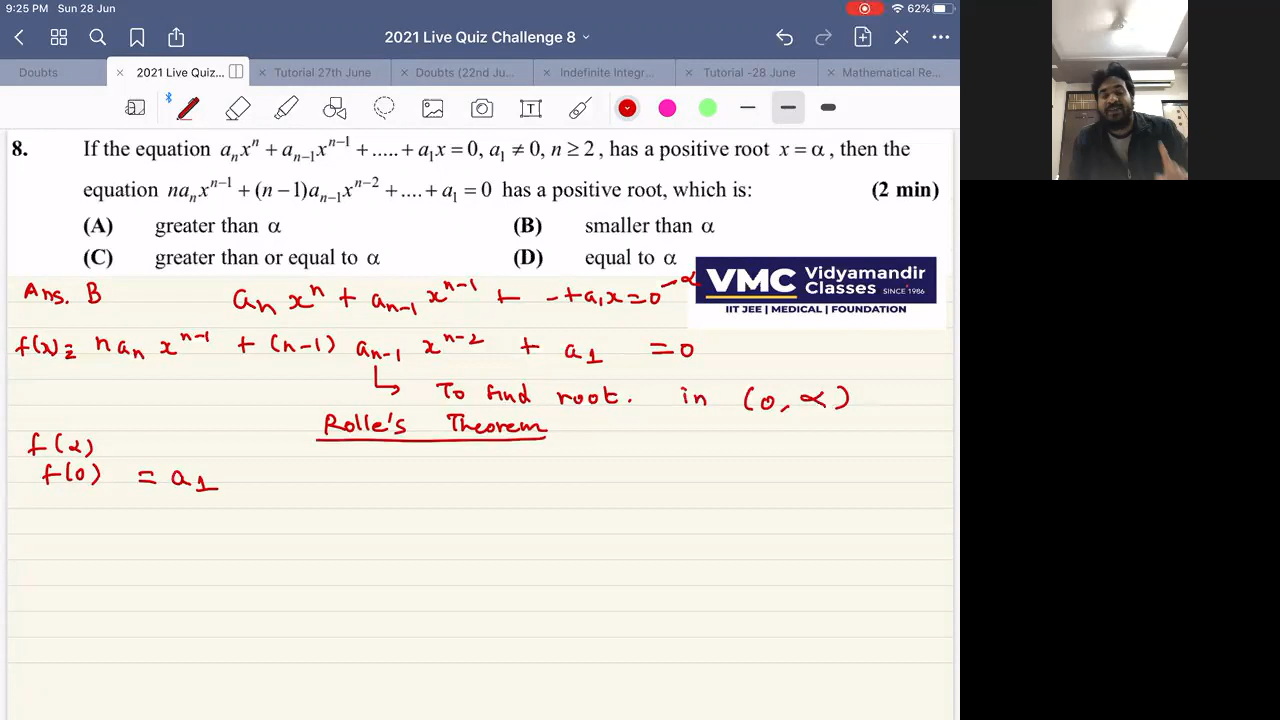 9:25 PM Sun 28 Jun
62%
2021 Live Quiz Challenge 8
Doubts
2021 Live Quiz...
Tutorial 27th June
Doubts (22nd Ju...
Indefinite Integr...
Tutorial -28 June
Mathematical Re...
8. If the equation aₙxⁿ + aₙ₋₁xⁿ⁻¹ + ..... + a₁x = 0, a₁ ≠ 0, n ≥ 2, has a positive root x = α, then the
equation naₙxⁿ⁻¹ + (n − 1)aₙ₋₁xⁿ⁻² + .... + a₁ = 0 has a positive root, which is: (2 min)
(A) greater than α (B) smaller than α
(C) greater than or equal to α (D) equal to α
VMC Vidyamandir Classes SINCE 1986
IIT JEE | MEDICAL | FOUNDATION
Ans. B aₙ xⁿ + aₙ₋₁ xⁿ⁻¹ + - + a₁x = 0 α
f(x) = n aₙ xⁿ⁻¹ + (n−1) aₙ₋₁ xⁿ⁻² + a₁ = 0
↳ To find root. in (0, α)
Rolle's Theorem
f(α)
f(0) = a₁